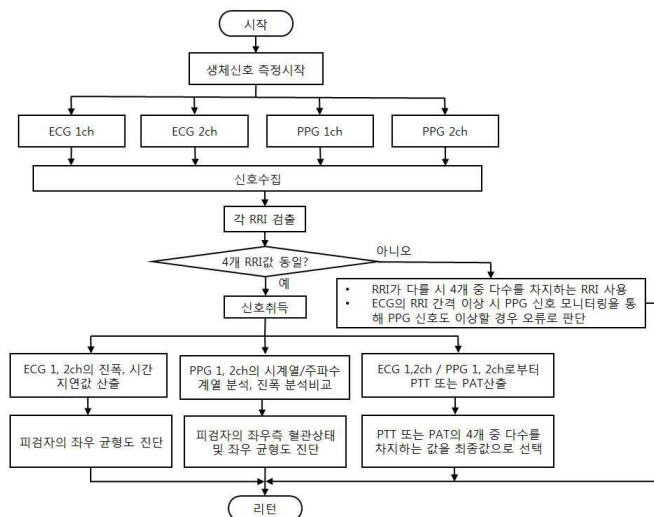 시작
생체신호 측정시작
ECG 1ch
ECG 2ch
PPG 1ch
PPG 2ch
신호수집
각 RRI 검출
4개 RRI값 동일?
아니오
예
• RRI가 다를 시 4개 중 다수를 차지하는 RRI 사용
• ECG의 RRI 간격 이상 시 PPG 신호 모니터링을 통
해 PPG 신호도 이상할 경우 오류로 판단
신호취득
ECG 1, 2ch의 진폭, 시간
지연값 산출
PPG 1, 2ch의 시계열/주파수
계열 분석, 진폭 분석비교
ECG 1,2ch / PPG 1, 2ch로부터
PTT 또는 PAT산출
피검자의 좌우 균형도 진단
피검자의 좌우측 혈관상태
및 좌우 균형도 진단
PTT 또는 PAT의 4개 중 다수를
차지하는 값을 최종값으로 선택
리턴